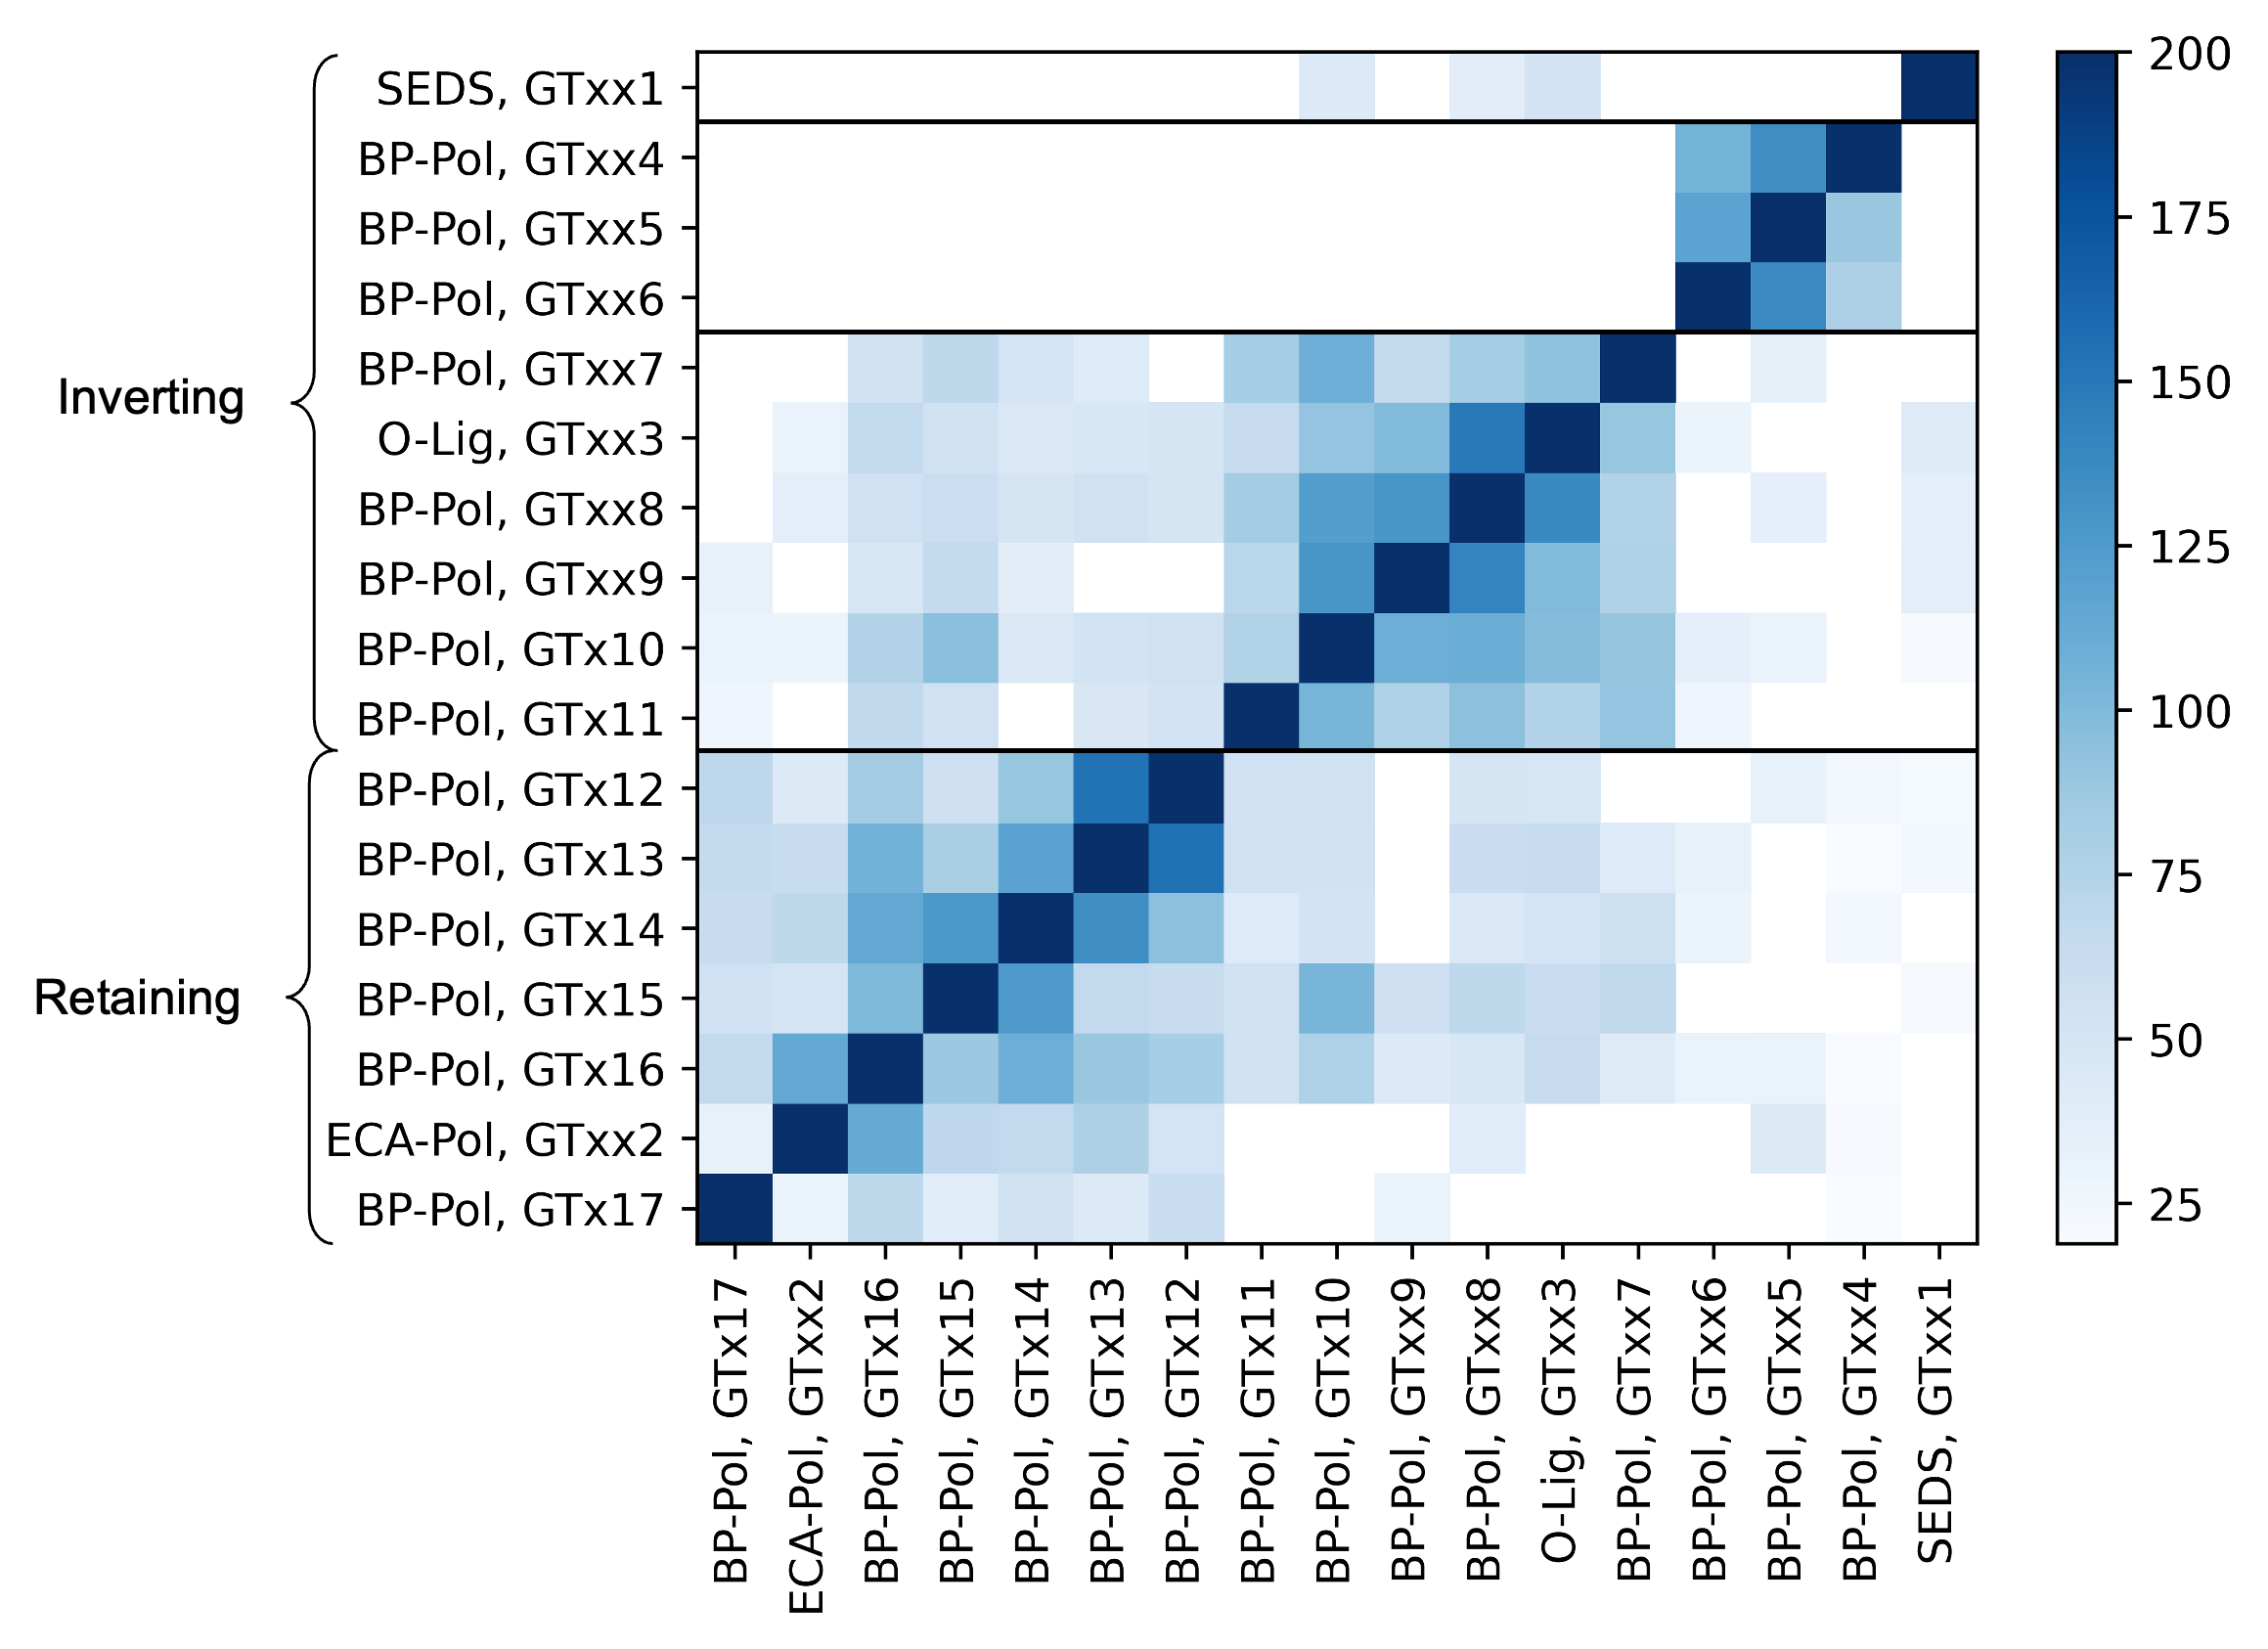 SEDS, GTxx1
BP-Pol, GTxx4
BP-Pol, GTxx5
BP-Pol, GTxx6
BP-Pol, GTxx7
O-Lig, GTxx3
BP-Pol, GTxx8
BP-Pol, GTxx9
BP-Pol, GTx10
BP-Pol, GTx11
BP-Pol, GTx12
BP-Pol, GTx13
BP-Pol, GTx14
BP-Pol, GTx15
BP-Pol, GTx16
ECA-Pol, GTxx2
BP-Pol, GTx17
Inverting
Retaining
BP-Pol, GTx17
ECA-Pol, GTxx2
BP-Pol, GTx16
BP-Pol, GTx15
BP-Pol, GTx14
BP-Pol, GTx13
BP-Pol, GTx12
BP-Pol, GTx11
BP-Pol, GTx10
BP-Pol, GTxx9
BP-Pol, GTxx8
O-Lig, GTxx3
BP-Pol, GTxx7
BP-Pol, GTxx6
BP-Pol, GTxx5
BP-Pol, GTxx4
SEDS, GTxx1
200
175
150
125
100
75
50
25